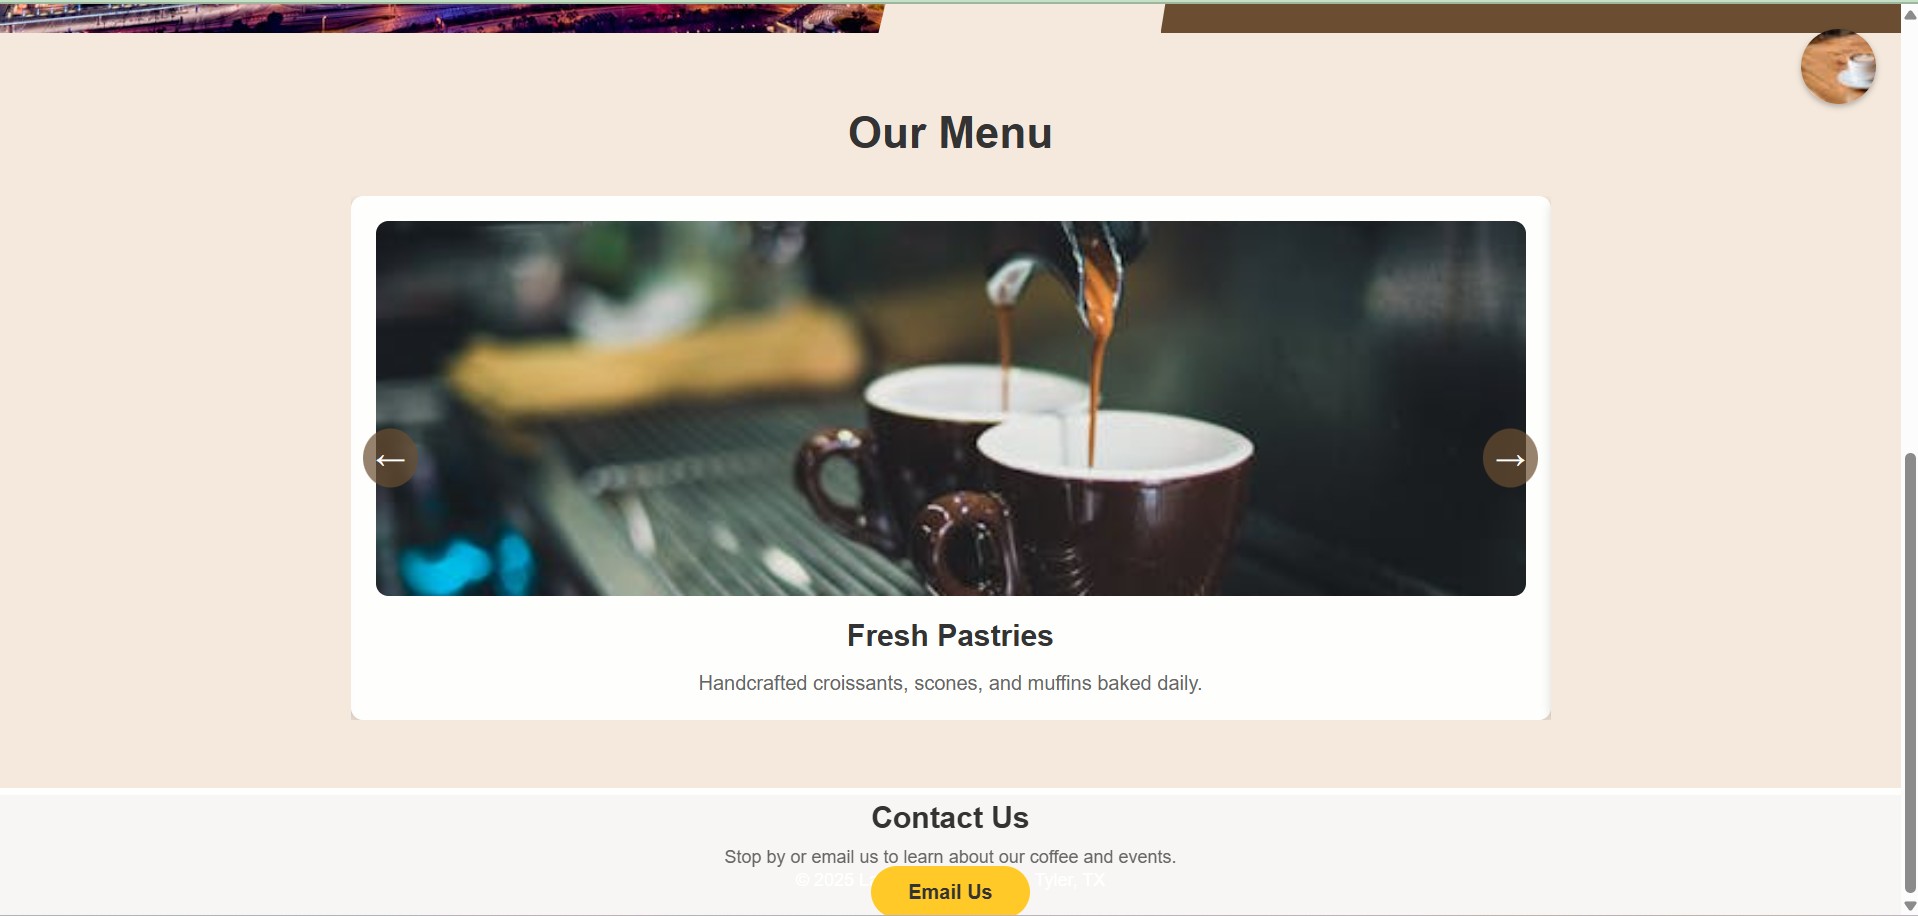 Our Menu
←
→
Fresh Pastries
Handcrafted croissants, scones, and muffins baked daily.
Contact Us
Stop by or email us to learn about our coffee and events.
© 2025 Tyler, TX
Email Us